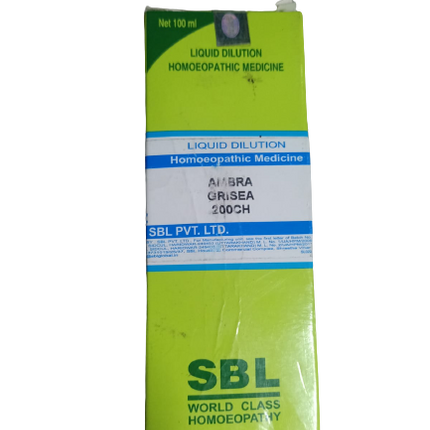 Net 100 ml
LIQUID DILUTION
HOMOEOPATHIC MEDICINE
LIQUID DILUTION
Homoeopathic Medicine
AMBRA
GRISEA
200CH
SBL PVT. LTD.
SBL
WORLD CLASS
HOMOEOPATHY